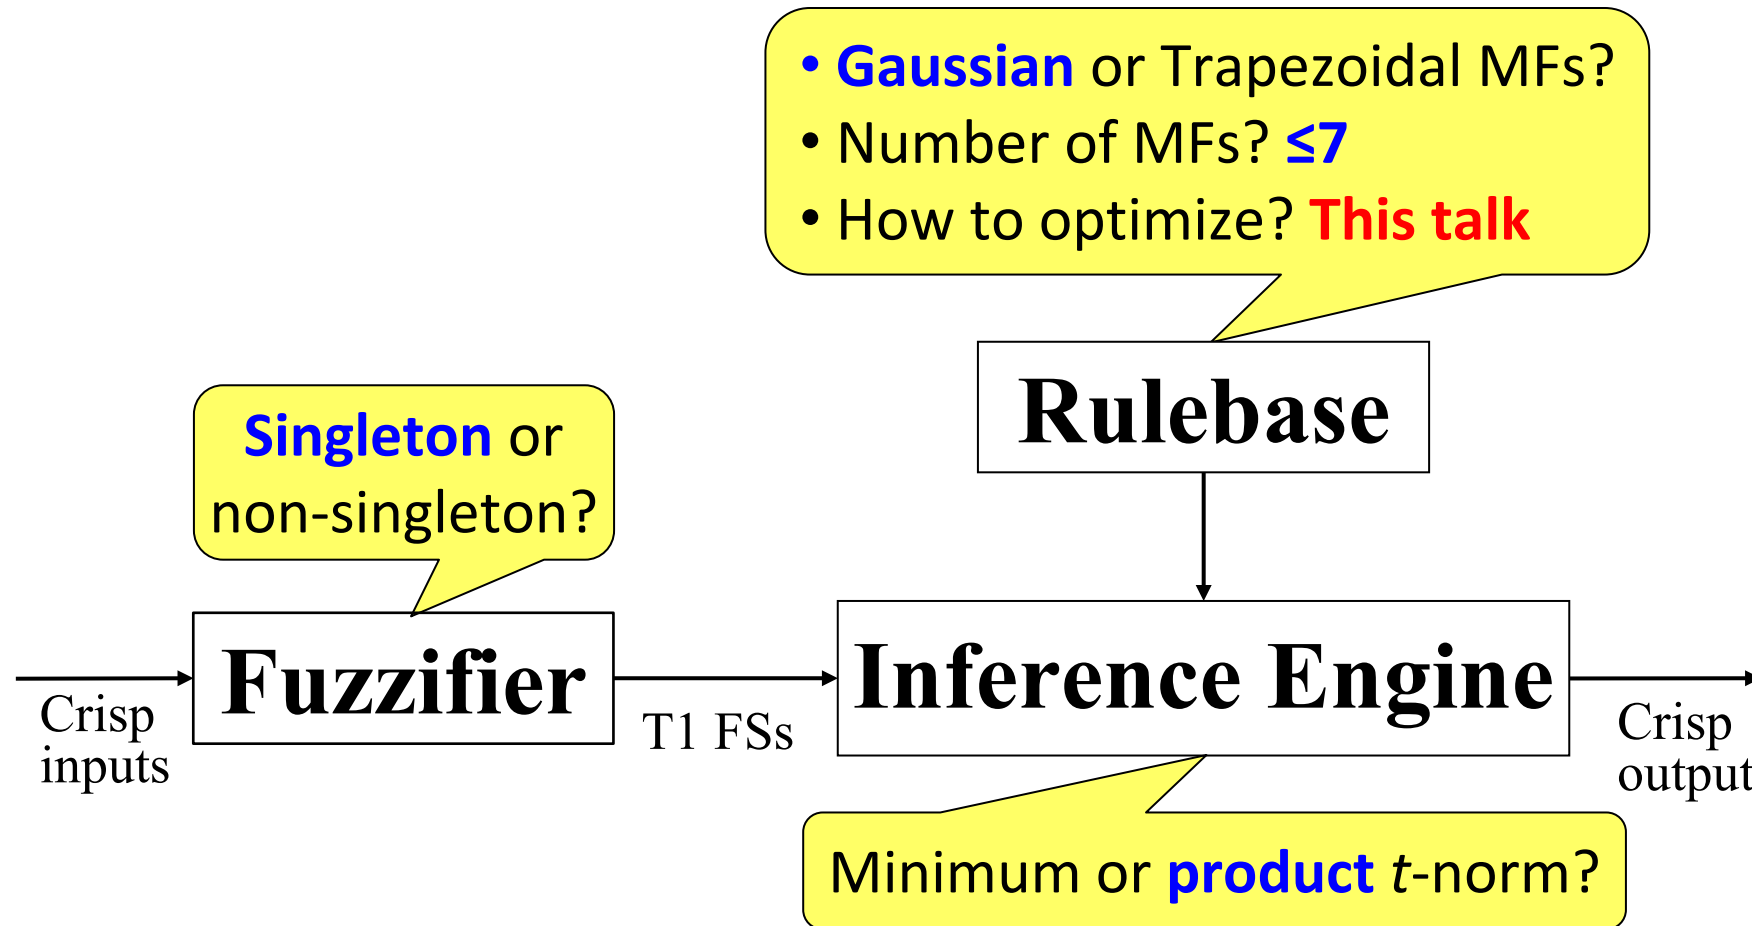 • Gaussian or Trapezoidal MFs?
• Number of MFs? ≤7
• How to optimize? This talk
Rulebase
Singleton or
non-singleton?
Fuzzifier
Inference Engine
Crisp
inputs
T1 FSs
Crisp
output
Minimum or product t-norm?